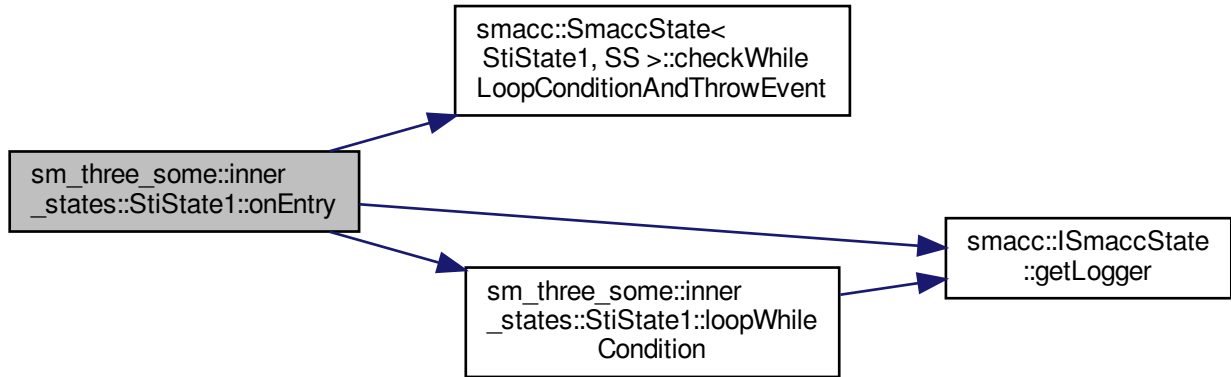 smacc::SmaccState<
StiState1, SS >::checkWhile
LoopConditionAndThrowEvent
sm_three_some::inner
_states::StiState1::onEntry
smacc::ISmaccState
::getLogger
sm_three_some::inner
_states::StiState1::loopWhile
Condition